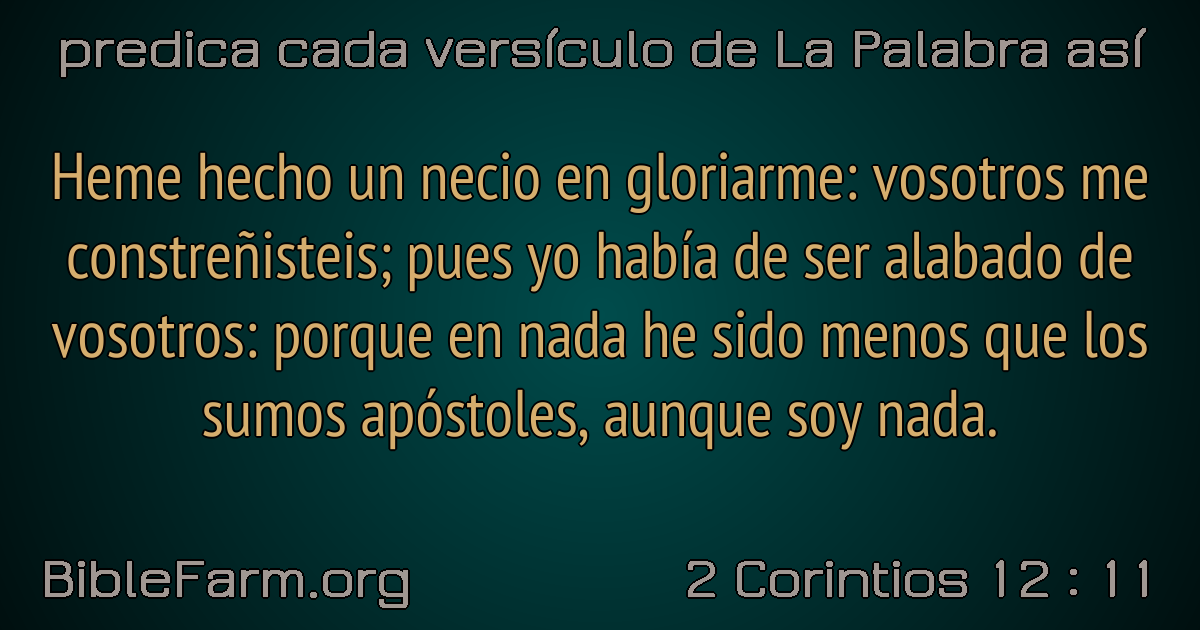 predica cada versículo de La Palabra así
Heme hecho un necio en gloriarme: vosotros me
constreñisteis; pues yo había de ser alabado de
vosotros: porque en nada he sido menos que los
sumos apóstoles, aunque soy nada.
BibleFarm.org
2 Corintios 12 : 11